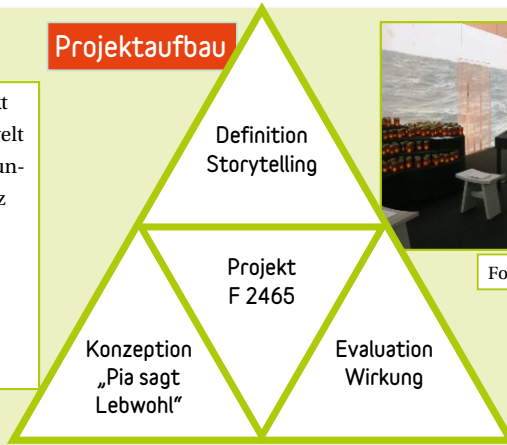 Projektaufbau
Definition
Storytelling
Projekt
F 2465
Konzeption
„Pia sagt
Lebwohl“
Evaluation
Wirkung